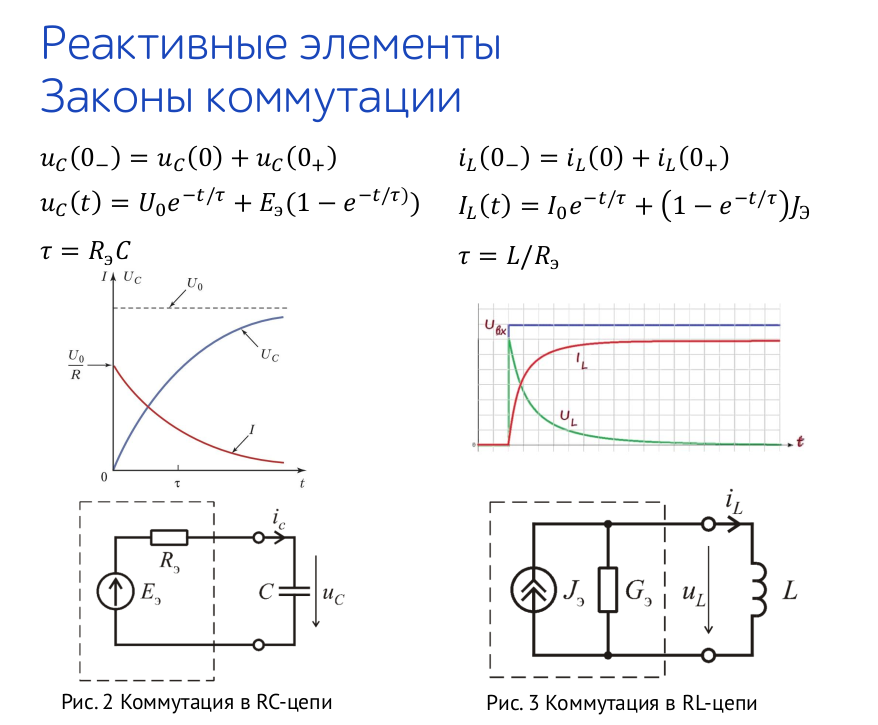 Реактивные элементы
Законы коммутации
u_C(0_−) = u_C(0) + u_C(0_+)
u_C(t) = U_0e^{−t/τ} + E_э(1 − e^{−t/τ)})
τ = R_эC
i_L(0_−) = i_L(0) + i_L(0_+)
I_L(t) = I_0e^{−t/τ} + (1 − e^{−t/τ})J_э
τ = L/R_э
I U_C
U_0
U_0/R
U_C
I
0
τ
t
U_вх
I_L
U_L
0
t
i_c
R_э
E_э
C
u_C
Рис. 2 Коммутация в RC-цепи
i_L
J_э
G_э
u_L
L
Рис. 3 Коммутация в RL-цепи